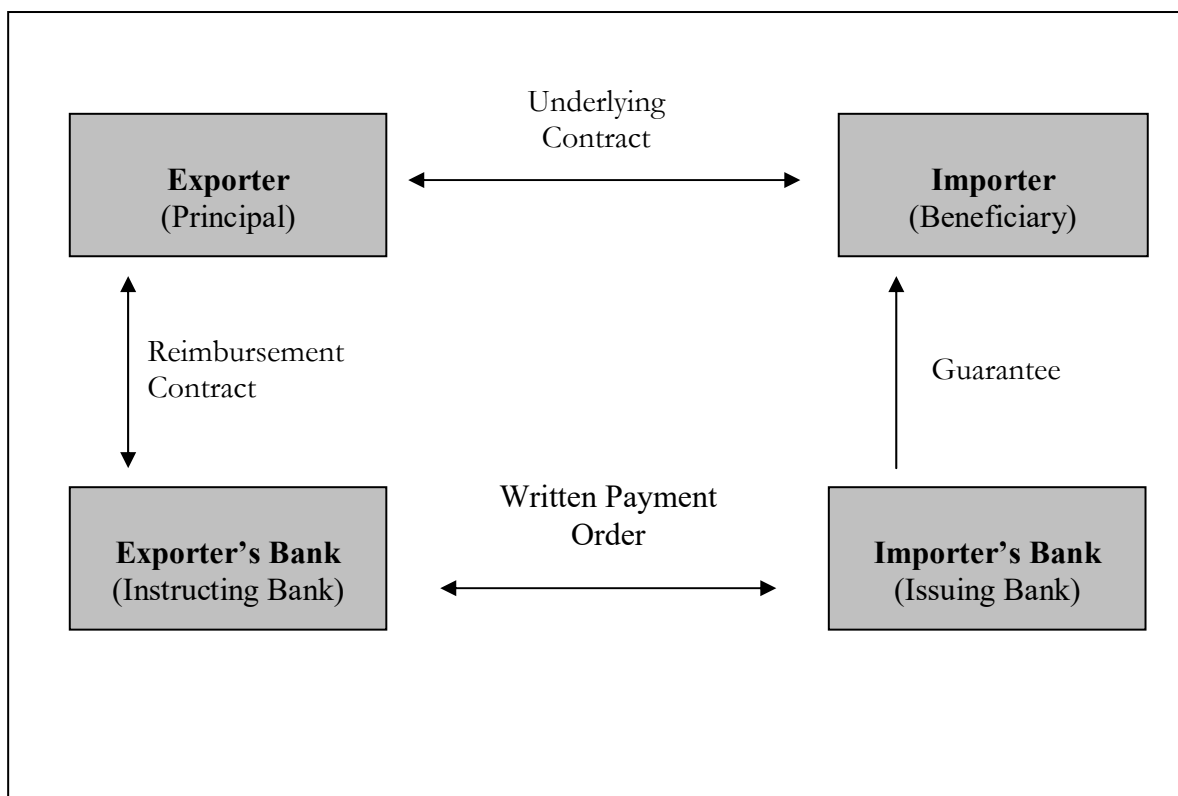 Underlying
Contract
Exporter
(Principal)
Importer
(Beneficiary)
Reimbursement
Contract
Guarantee
Written Payment
Order
Exporter’s Bank
(Instructing Bank)
Importer’s Bank
(Issuing Bank)